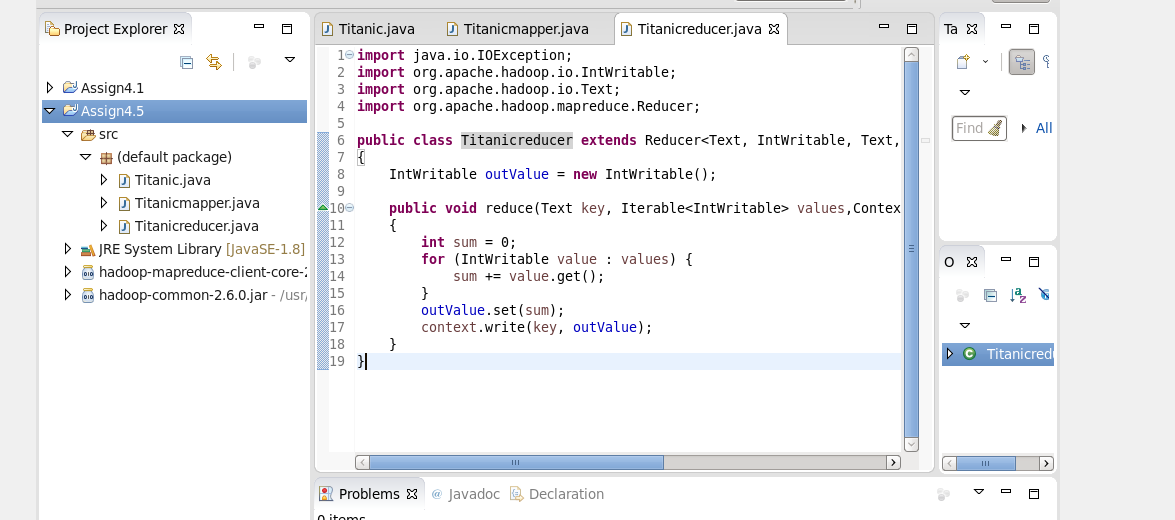 Project Explorer
Assign4.1
Assign4.5
src
(default package)
Titanic.java
Titanicmapper.java
Titanicreducer.java
JRE System Library [JavaSE-1.8]
hadoop-mapreduce-client-core-2
hadoop-common-2.6.0.jar - /usr/
Titanic.java Titanicmapper.java Titanicreducer.java
1 import java.io.IOException;
2 import org.apache.hadoop.io.IntWritable;
3 import org.apache.hadoop.io.Text;
4 import org.apache.hadoop.mapreduce.Reducer;
5
6 public class Titanicreducer extends Reducer<Text, IntWritable, Text,
7 {
8 IntWritable outValue = new IntWritable();
9
10 public void reduce(Text key, Iterable<IntWritable> values,Contex
11 {
12 int sum = 0;
13 for (IntWritable value : values) {
14 sum += value.get();
15 }
16 outValue.set(sum);
17 context.write(key, outValue);
18 }
19 }
Ta
Find All
O
Titanicredu
Problems @ Javadoc Declaration
0 items